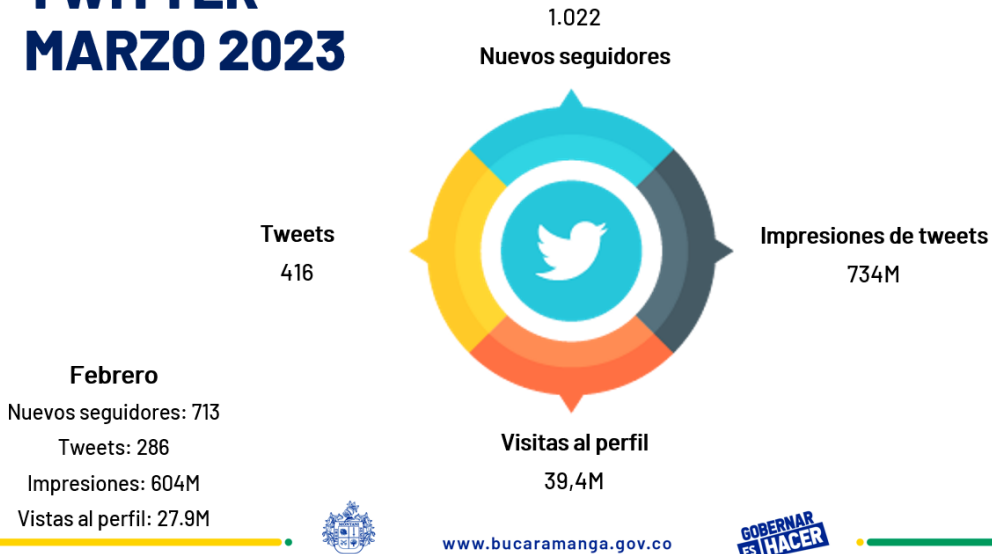 TWITTER
MARZO 2023
1.022
Nuevos seguidores
Tweets
416
Impresiones de tweets
734M
Visitas al perfil
39,4M
Febrero
Nuevos seguidores: 713
Tweets: 286
Impresiones: 604M
Vistas al perfil: 27.9M
www.bucaramanga.gov.co
GOBERNAR
ES HACER